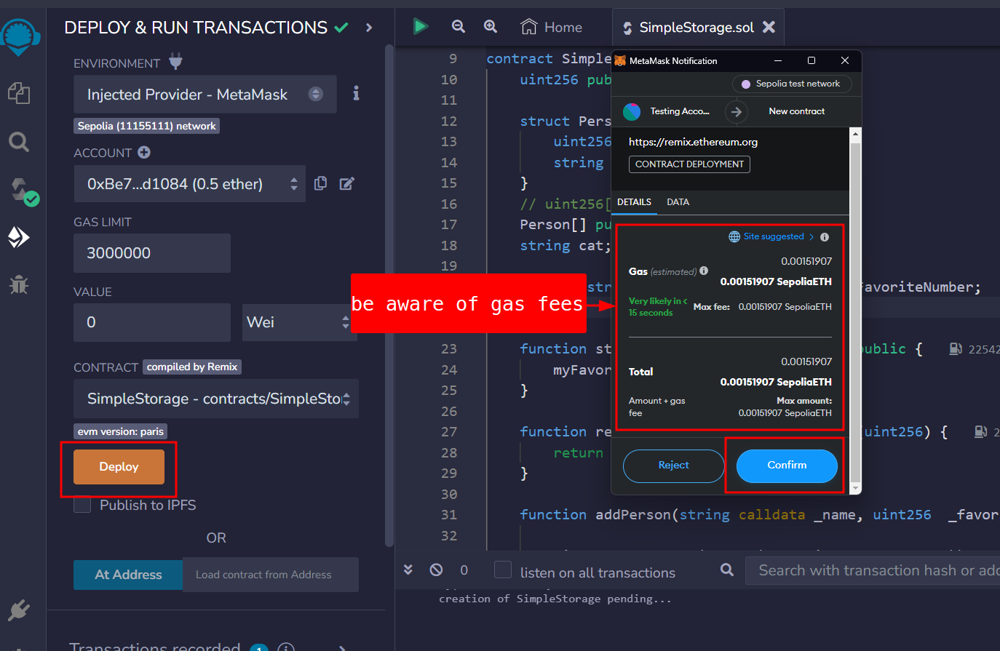 DEPLOY & RUN TRANSACTIONS
ENVIRONMENT
Injected Provider - MetaMask
Sepolia (11155111) network
ACCOUNT
0xBe7...d1084 (0.5 ether)
GAS LIMIT
3000000
VALUE
0
Wei
CONTRACT compiled by Remix
SimpleStorage - contracts/SimpleSto
evm version: paris
Deploy
Publish to IPFS
OR
At Address
Load contract from Address
Transactions recorded 1
Home
SimpleStorage.sol
9 contract Simple
10 uint256 pub
11
12 struct Pers
13 uint256
14 string
15 }
16 // uint256[
17 Person[] pu
18 string cat;
19
str
FavoriteNumber;
23 function st
public { 22542
24 myFavor
25 }
26
27 function re
(uint256) { 2
28 return
29 }
30
31 function addPerson(string calldata _name, uint256 _favor
32
be aware of gas fees
MetaMask Notification
Sepolia test network
Testing Acco...
New contract
https://remix.ethereum.org
CONTRACT DEPLOYMENT
DETAILS
DATA
Site suggested >
0.00151907
Gas (estimated)
0.00151907 SepoliaETH
Very likely in <
15 seconds
Max fee: 0.00151907 SepoliaETH
0.00151907
Total
0.00151907 SepoliaETH
Amount + gas
fee
Max amount:
0.00151907 SepoliaETH
Reject
Confirm
0
listen on all transactions
Search with transaction hash or add
creation of SimpleStorage pending...